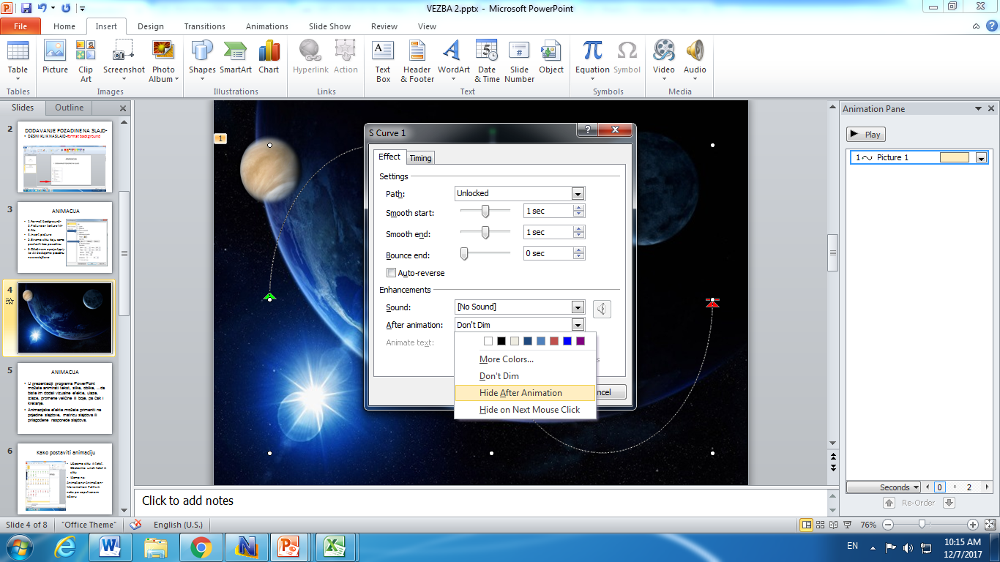 VEZBA 2.pptx - Microsoft PowerPoint
File Home Insert Design Transitions Animations Slide Show Review View
Table
Picture
Clip Art
Screenshot
Photo Album
Shapes
SmartArt
Chart
Hyperlink
Action
Text Box
Header & Footer
WordArt
Date & Time
Slide Number
Object
Equation
Symbol
Video
Audio
Tables
Images
Illustrations
Links
Text
Symbols
Media
Slides
Outline
2
DODAVANJE POZADINE NA SLAJD-
DESNI KLIK NA SLAJD-format background
3
ANIMACIJA
4
5
ANIMACIJA
U prezentaciji programa PowerPoint
možete animirati tekst, slike, oblike, ... da
biste im dodali vizuelne efekte, ulaze,
izlaze, promene veličine ili boje, pa čak i
kretanje.
Animacijske efekte možete primeniti na
pojedine slajdove, matricu slajdova ili
prilagođene rasporede slajdova.
6
Kako postaviti animaciju
1
S Curve 1
Effect
Timing
Settings
Path:
Unlocked
Smooth start:
1 sec
Smooth end:
1 sec
Bounce end:
0 sec
Auto-reverse
Enhancements
Sound:
[No Sound]
After animation:
Don't Dim
Animate text:
More Colors...
Don't Dim
Hide After Animation
Hide on Next Mouse Click
ncel
Animation Pane
Play
1 Picture 1
Seconds
0
2
Re-Order
Click to add notes
Slide 4 of 8
"Office Theme"
English (U.S.)
76%
EN
10:15 AM
12/7/2017